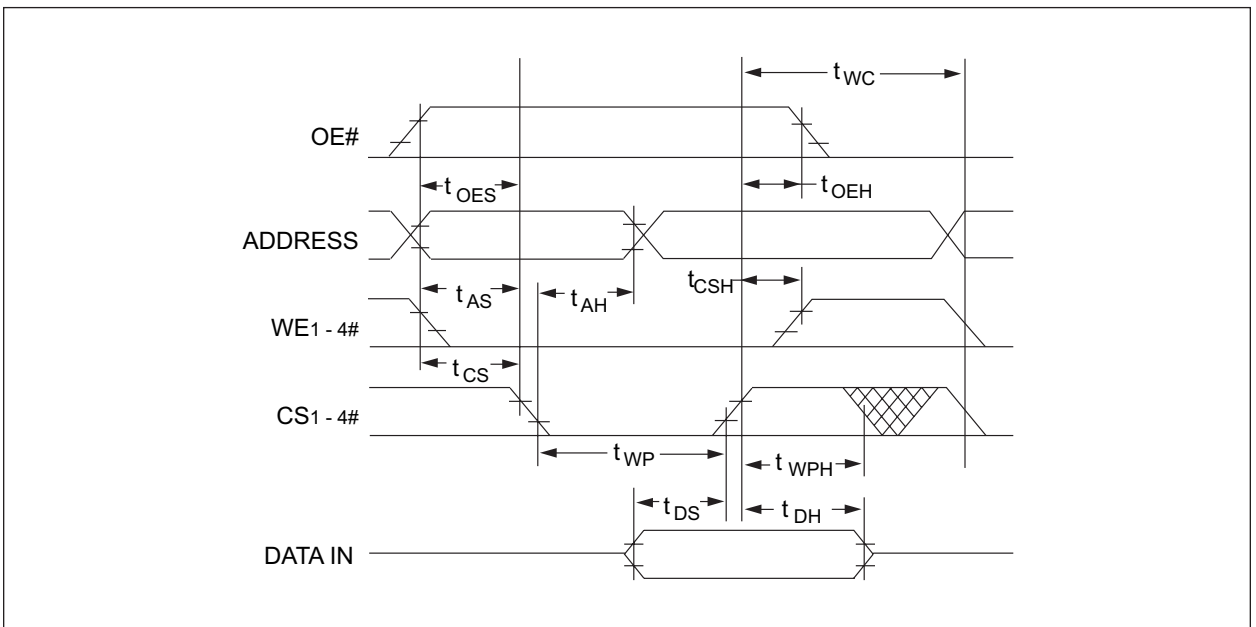 tWC
OE#
tOES
tOEH
ADDRESS
tCSH
tAS
tAH
WE1 - 4#
tCS
CS1 - 4#
tWP
tWPH
tDS
tDH
DATA IN